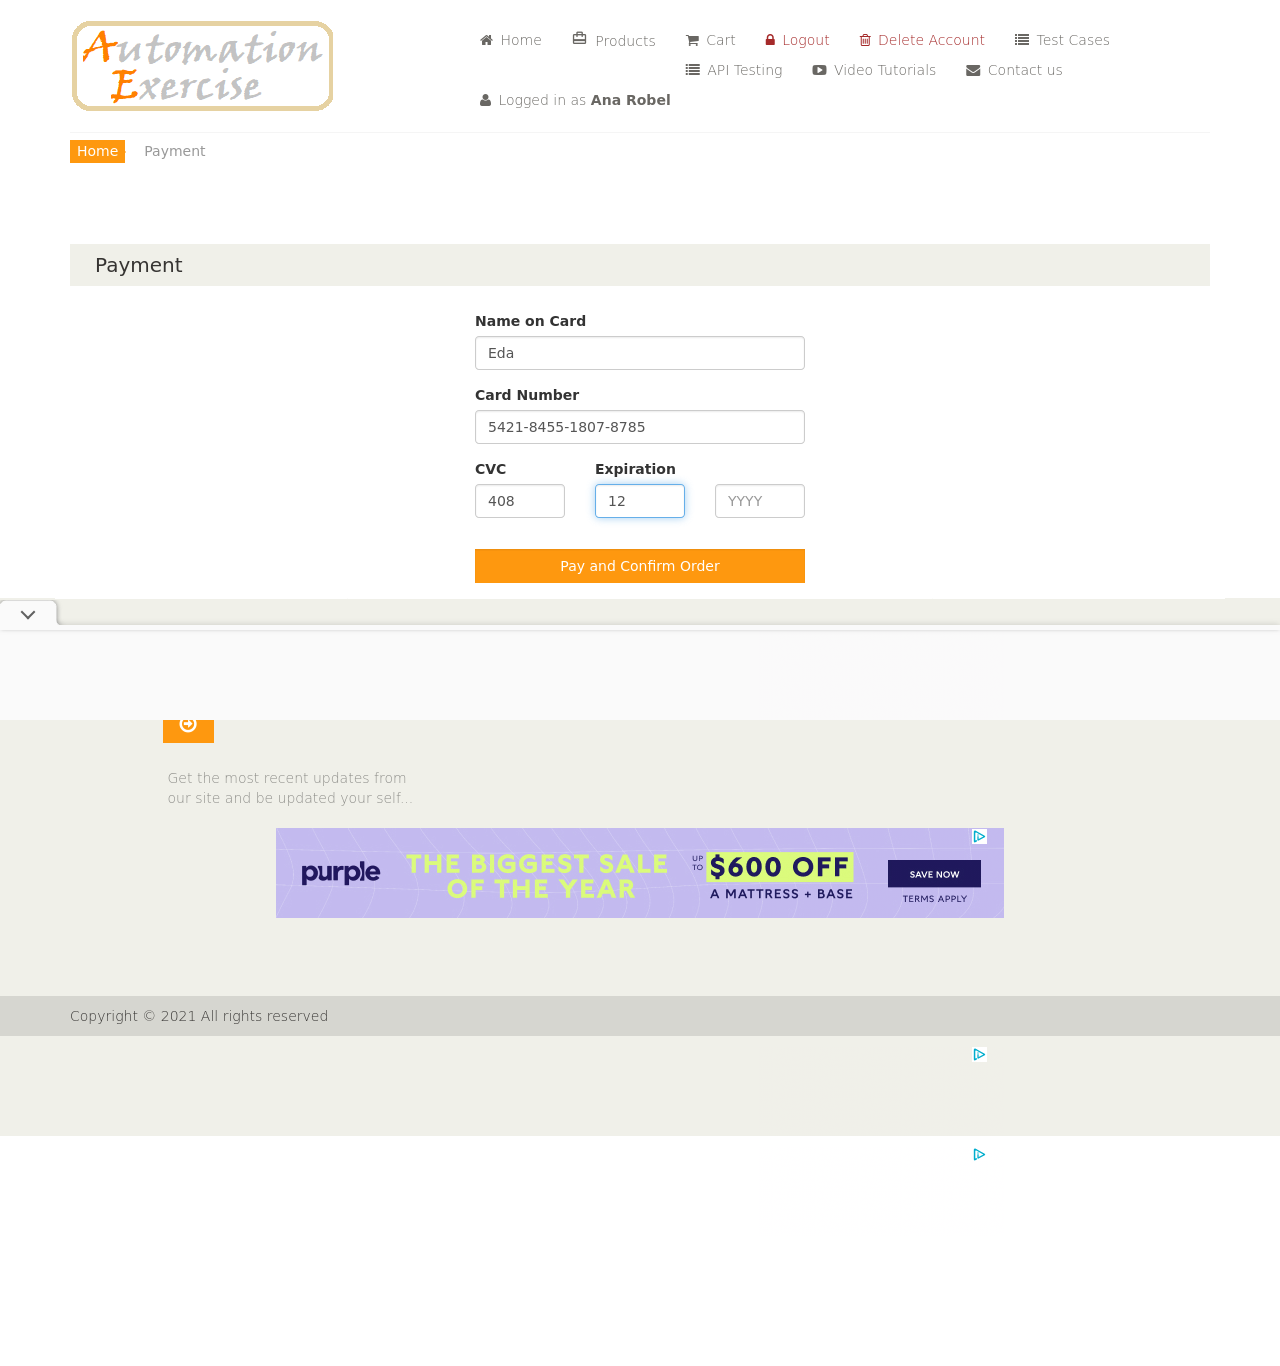 Automation
Exercise
Home
Products
Cart
Logout
Delete Account
Test Cases
API Testing
Video Tutorials
Contact us
Logged in as Ana Robel
Home
Payment
Payment
Name on Card
Eda
Card Number
5421-8455-1807-8785
CVC
Expiration
408
12
YYYY
Pay and Confirm Order
Get the most recent updates from
our site and be updated your self...
purple
THE BIGGEST SALE
OF THE YEAR
UP
TO
$600 OFF
A MATTRESS + BASE
SAVE NOW
TERMS APPLY
Copyright © 2021 All rights reserved